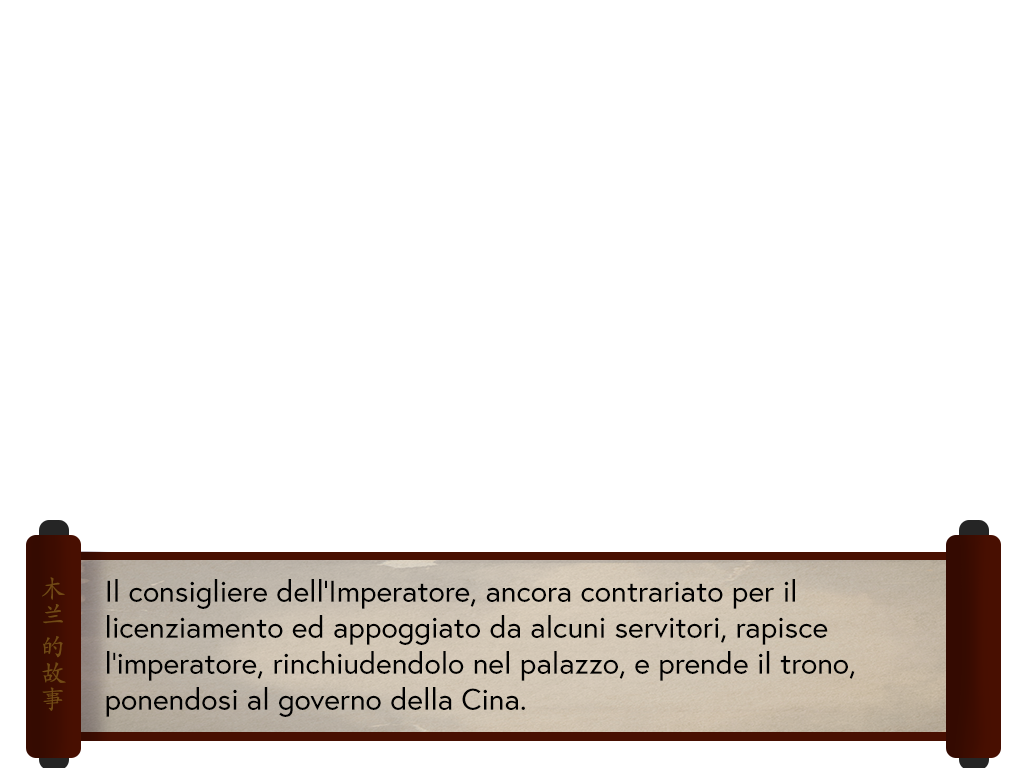 木兰的故事
Il consigliere dell'Imperatore, ancora contrariato per il
licenziamento ed appoggiato da alcuni servitori, rapisce
l'imperatore, rinchiudendolo nel palazzo, e prende il trono,
ponendosi al governo della Cina.